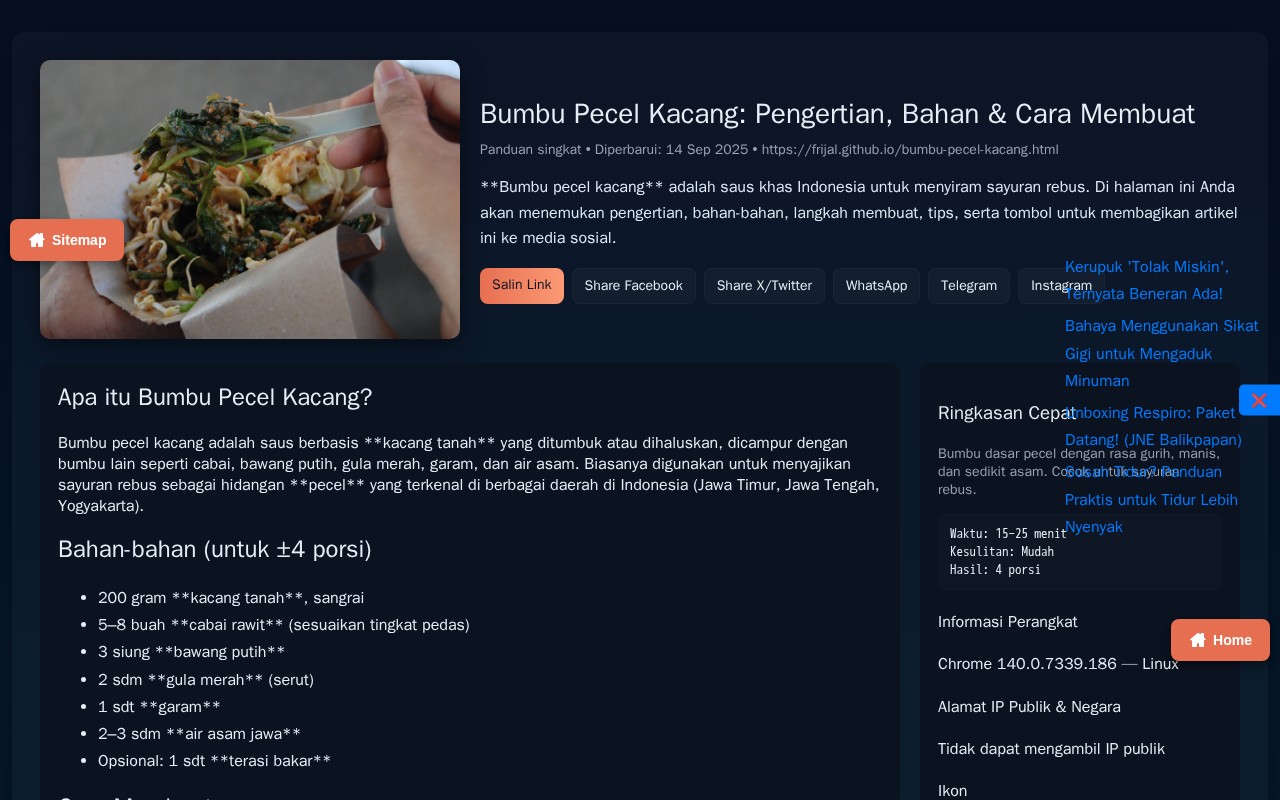 Bumbu Pecel Kacang: Pengertian, Bahan & Cara Membuat
Panduan singkat • Diperbarui: 14 Sep 2025 • https://frijal.github.io/bumbu-pecel-kacang.html
**Bumbu pecel kacang** adalah saus khas Indonesia untuk menyiram sayuran rebus. Di halaman ini Anda
akan menemukan pengertian, bahan-bahan, langkah membuat, tips, serta tombol untuk membagikan artikel
ini ke media sosial.
Sitemap
Salin Link
Share Facebook
Share X/Twitter
WhatsApp
Telegram
Instagram
Kerupuk 'Tolak Miskin',
Ternyata Beneran Ada!
Bahaya Menggunakan Sikat
Gigi untuk Mengaduk
Minuman
Unboxing Respiro: Paket
Datang! (JNE Balikpapan)
Susah Tidur? Panduan
Praktis untuk Tidur Lebih
Nyenyak
Apa itu Bumbu Pecel Kacang?
Bumbu pecel kacang adalah saus berbasis **kacang tanah** yang ditumbuk atau dihaluskan, dicampur dengan
bumbu lain seperti cabai, bawang putih, gula merah, garam, dan air asam. Biasanya digunakan untuk menyajikan
sayuran rebus sebagai hidangan **pecel** yang terkenal di berbagai daerah di Indonesia (Jawa Timur, Jawa Tengah,
Yogyakarta).
Bahan-bahan (untuk ±4 porsi)
• 200 gram **kacang tanah**, sangrai
• 5–8 buah **cabai rawit** (sesuaikan tingkat pedas)
• 3 siung **bawang putih**
• 2 sdm **gula merah** (serut)
• 1 sdt **garam**
• 2–3 sdm **air asam jawa**
• Opsional: 1 sdt **terasi bakar**
Ringkasan Cepat
Bumbu dasar pecel dengan rasa gurih, manis,
dan sedikit asam. Cocok untuk sayuran
rebus.
Waktu: 15–25 menit
Kesulitan: Mudah
Hasil: 4 porsi
Informasi Perangkat
Chrome 140.0.7339.186 — Linux
Home
Alamat IP Publik & Negara
Tidak dapat mengambil IP publik
Ikon